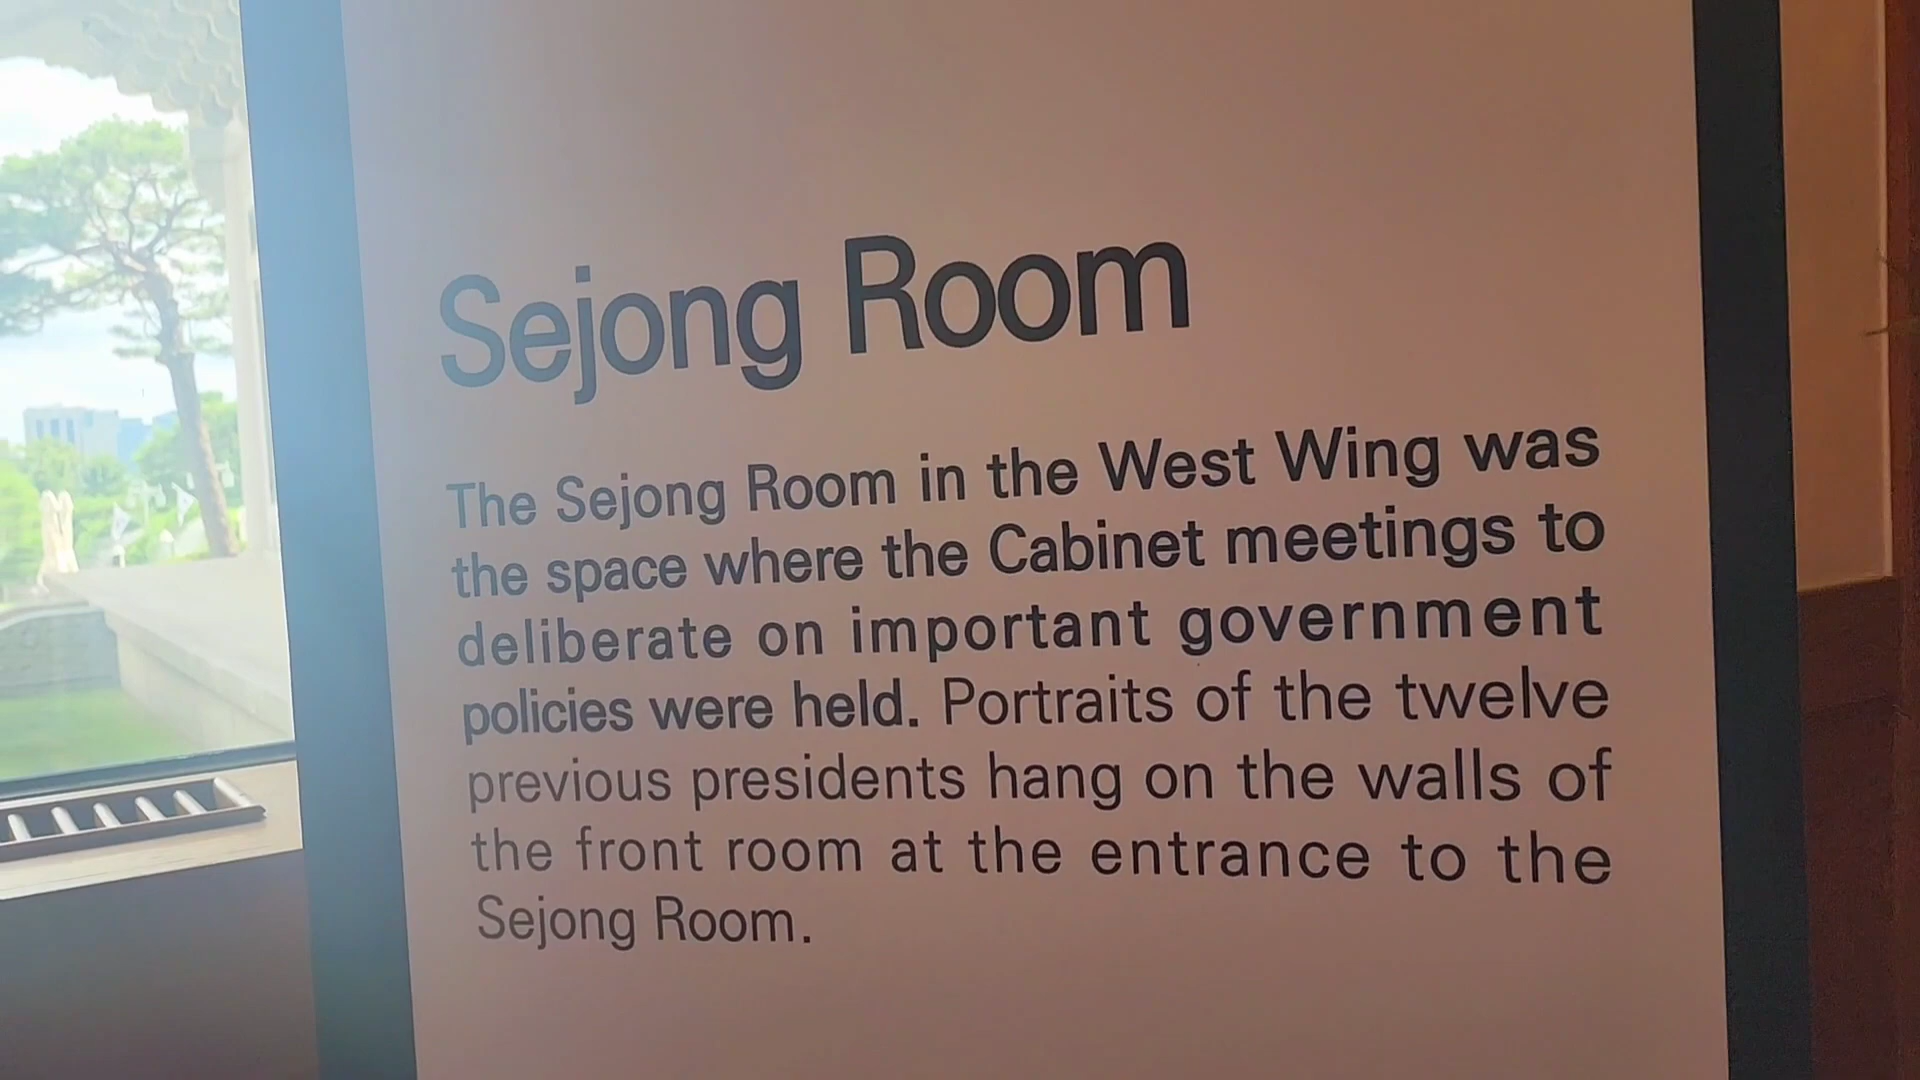 Sejong Room
The Sejong Room in the West Wing was
the space where the Cabinet meetings to
deliberate on important government
policies were held. Portraits of the twelve
previous presidents hang on the walls of
the front room at the entrance to the
Sejong Room.